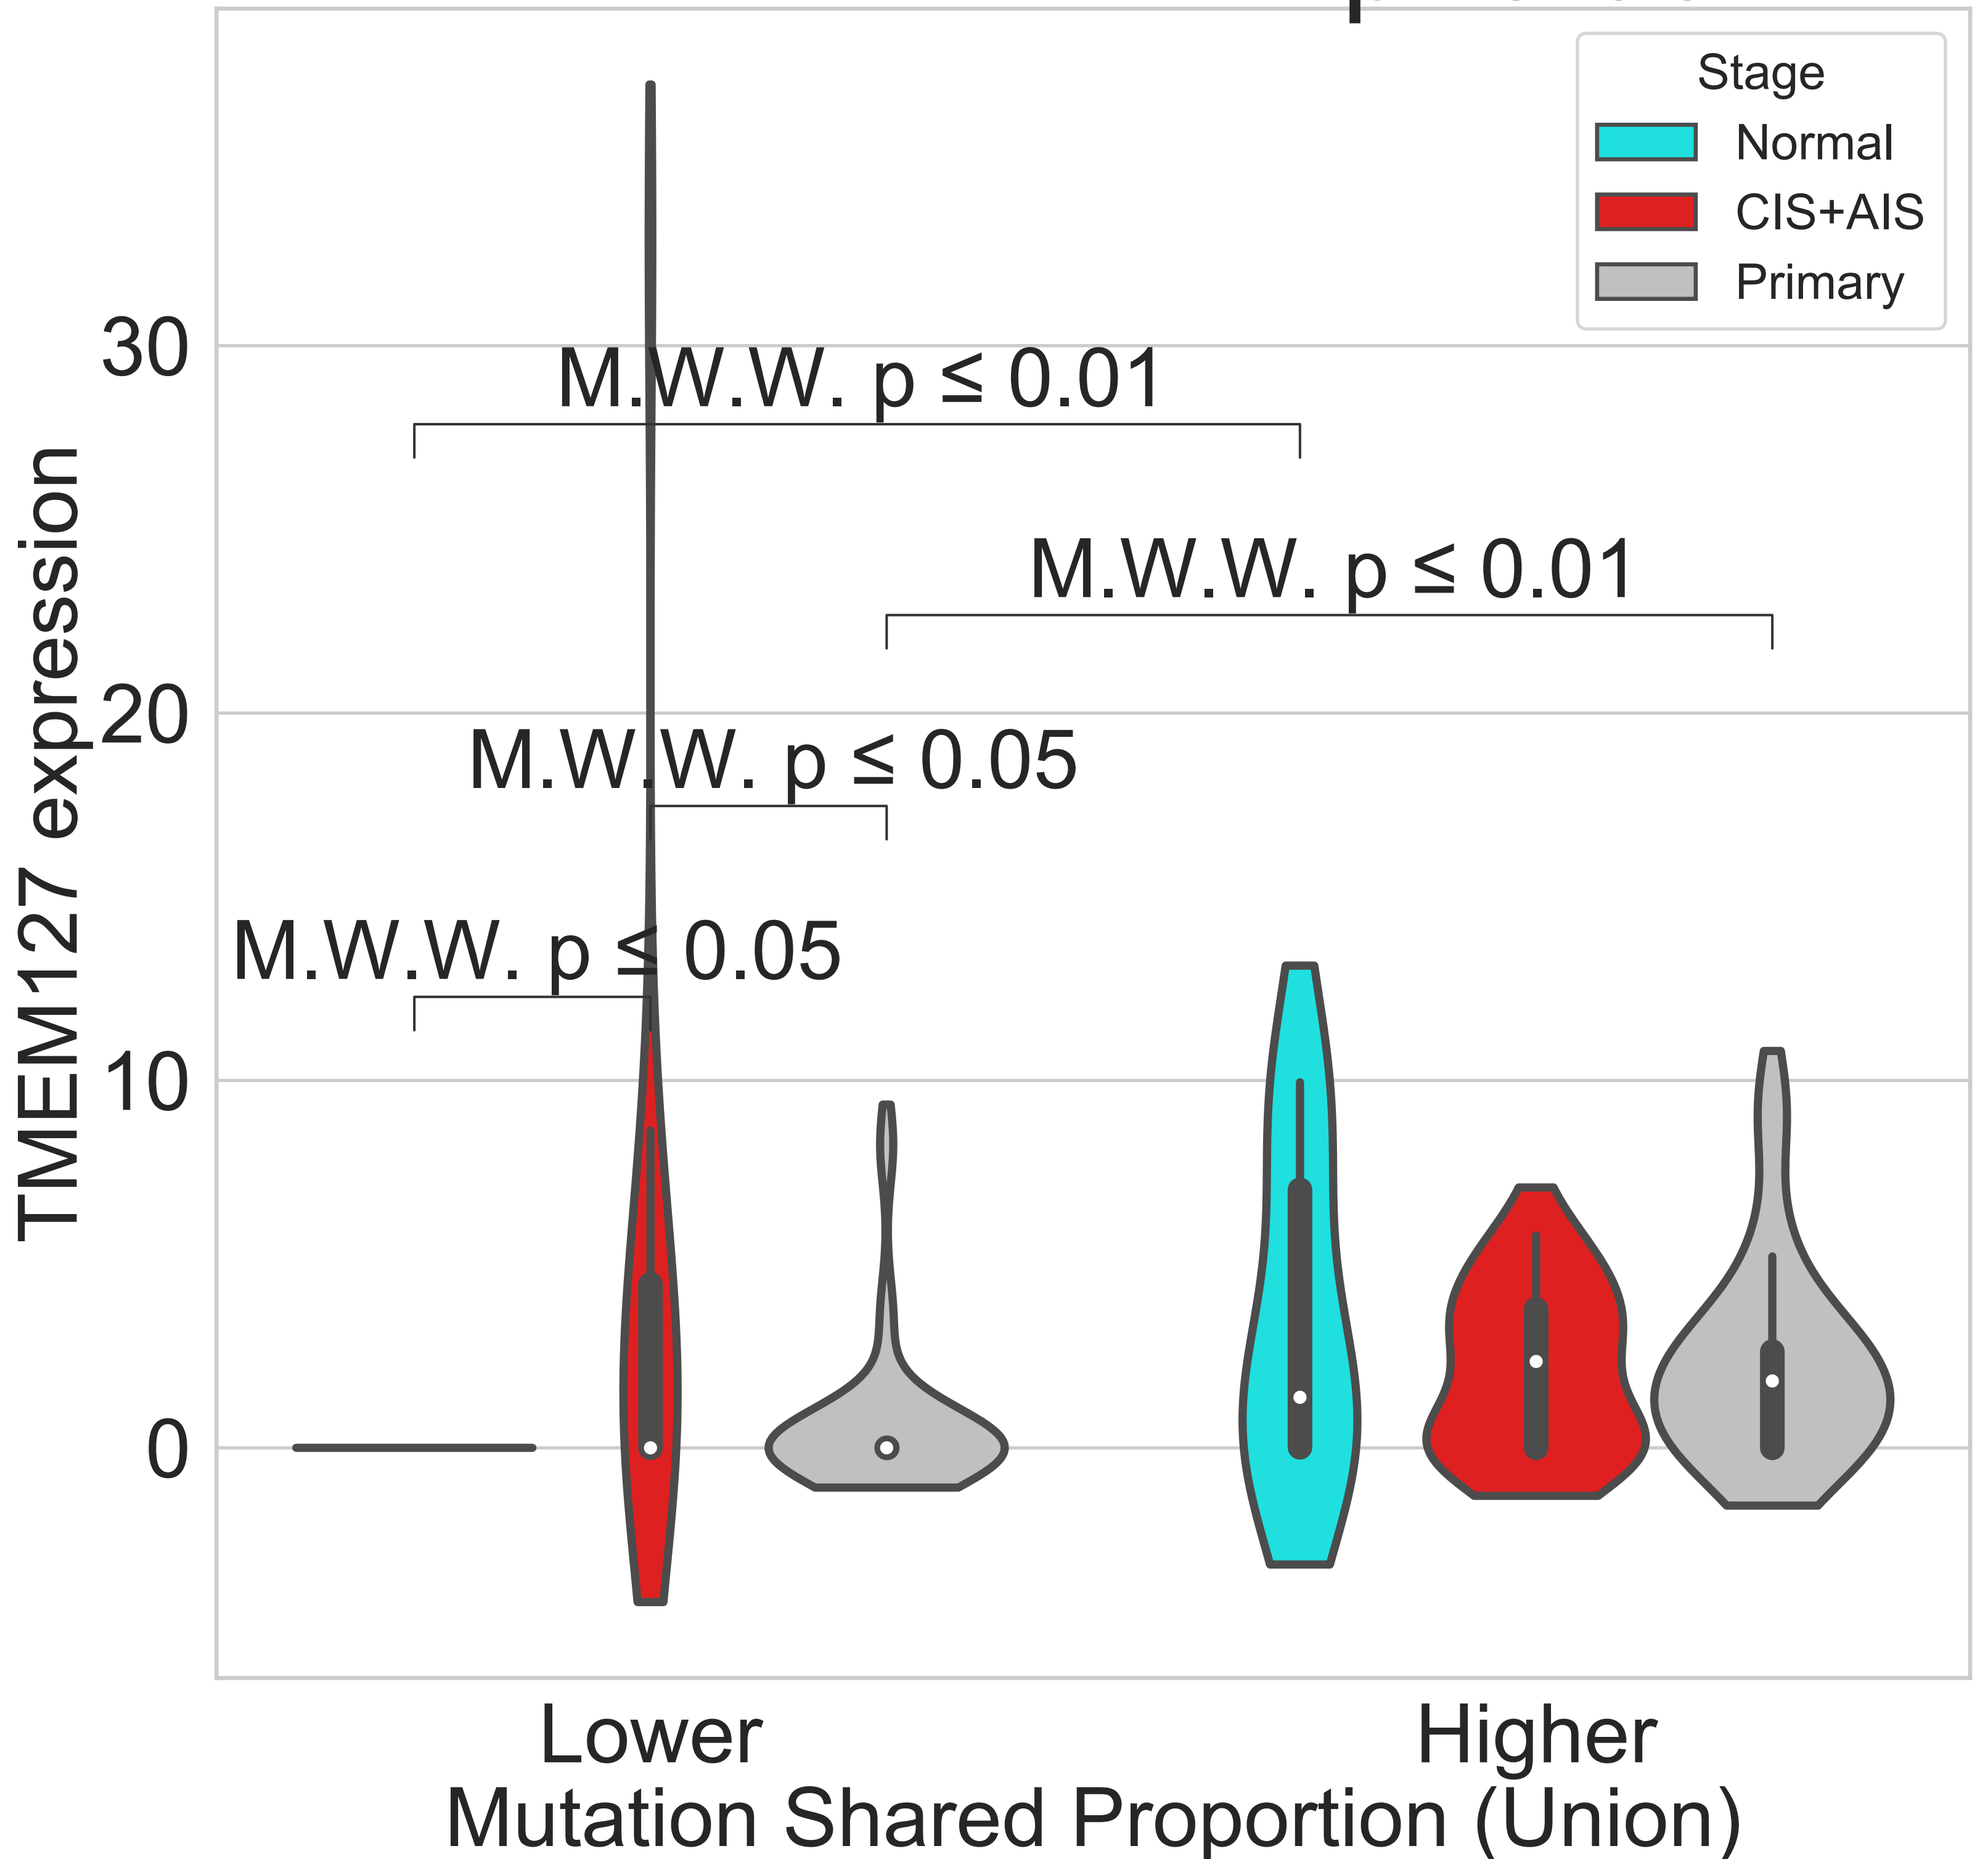 Stage
Normal
CIS+AIS
Primary
30
M.W.W. p ≤ 0.01
M.W.W. p ≤ 0.01
20
M.W.W. p ≤ 0.05
M.W.W. p ≤ 0.05
10
0
TMEM127 expression
Lower
Higher
Mutation Shared Proportion (Union)